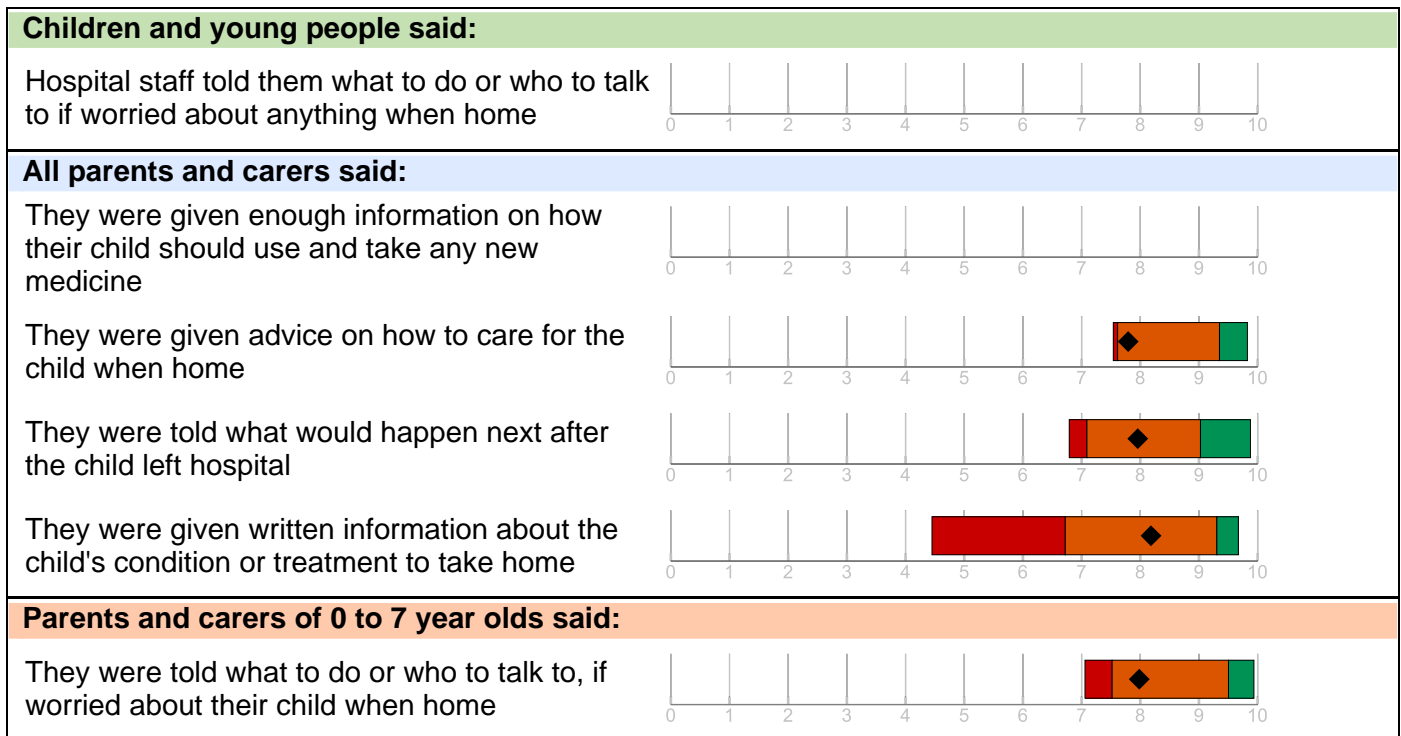 Children and young people said:
Hospital staff told them what to do or who to talk
to if worried about anything when home
0 1 2 3 4 5 6 7 8 9 10
All parents and carers said:
They were given enough information on how
their child should use and take any new
medicine
0 1 2 3 4 5 6 7 8 9 10
They were given advice on how to care for the
child when home
0 1 2 3 4 5 6 7 8 9 10
They were told what would happen next after
the child left hospital
0 1 2 3 4 5 6 7 8 9 10
They were given written information about the
child's condition or treatment to take home
0 1 2 3 4 5 6 7 8 9 10
Parents and carers of 0 to 7 year olds said:
They were told what to do or who to talk to, if
worried about their child when home
0 1 2 3 4 5 6 7 8 9 10